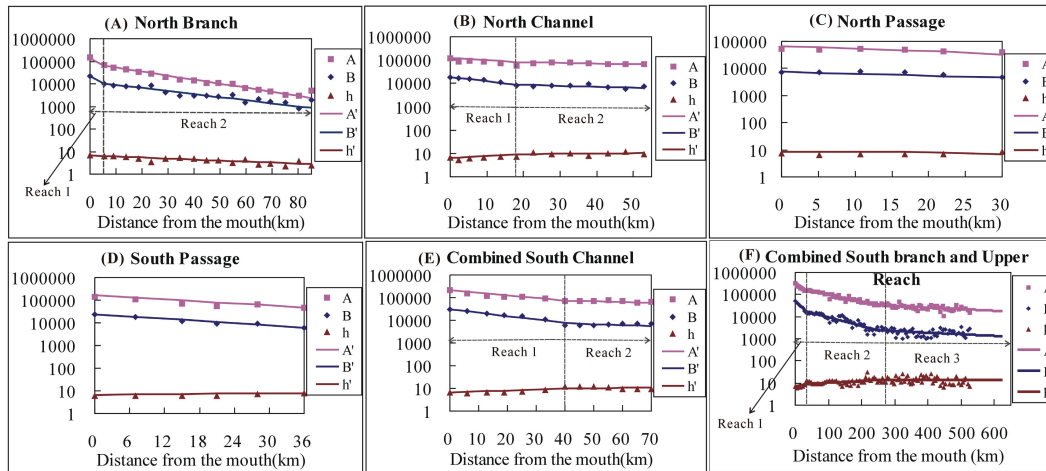 (A) North Branch
1000000
100000
10000
1000
100
10
1
Reach 2
Reach 1
0 10 20 30 40 50 60 70 80
Distance from the mouth(km)
A
B
h
A'
B'
h'
(B) North Channel
1000000
100000
10000
1000
100
10
1
Reach 1
Reach 2
0 10 20 30 40 50
Distance from the mouth(km)
A
B
h
A'
B'
h'
(C) North Passage
1000000
100000
10000
1000
100
10
1
0 5 10 15 20 25 30
Distance from the mouth(km)
A
B
h
A
B
h
(D) South Passage
1000000
100000
10000
1000
100
10
1
0 6 12 18 24 30 36
Distance from the mouth(km)
A
B
h
A'
B'
h'
(E) Combined South Channel
1000000
100000
10000
1000
100
10
1
Reach 1
Reach 2
0 10 20 30 40 50 60 70
Distance from the mouth(km)
A
B
h
A'
B'
h'
(F) Combined South branch and Upper
Reach
1000000
100000
10000
1000
100
10
1
Reach 2
Reach 3
Reach 1
0 100 200 300 400 500 600
Distance from the mouth(km)